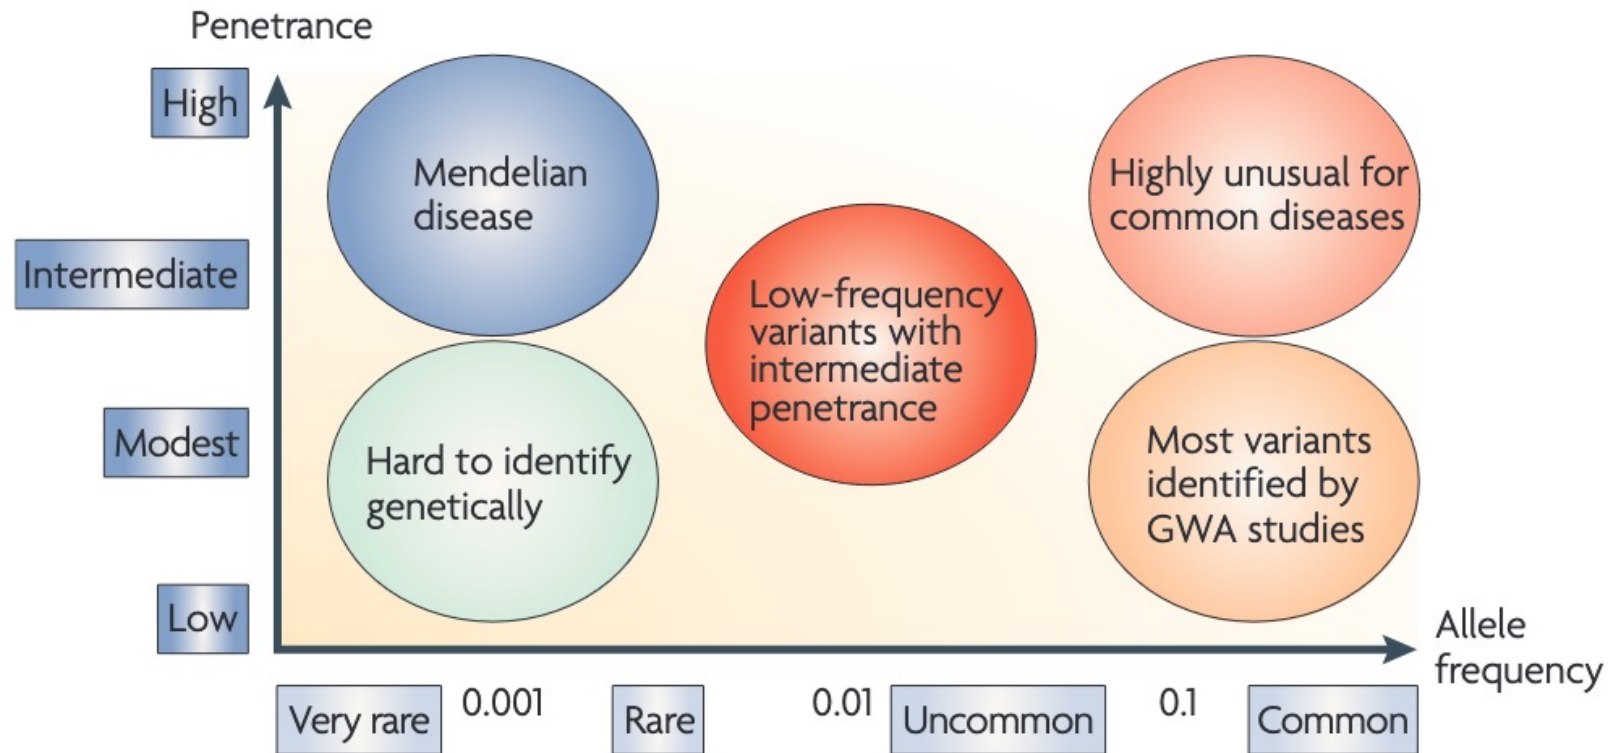 Penetrance
High
Intermediate
Modest
Low
Mendelian
disease
Highly unusual for
common diseases
Low-frequency
variants with
intermediate
penetrance
Hard to identify
genetically
Most variants
identified by
GWA studies
Allele
frequency
Very rare
0.001
Rare
0.01
Uncommon
0.1
Common